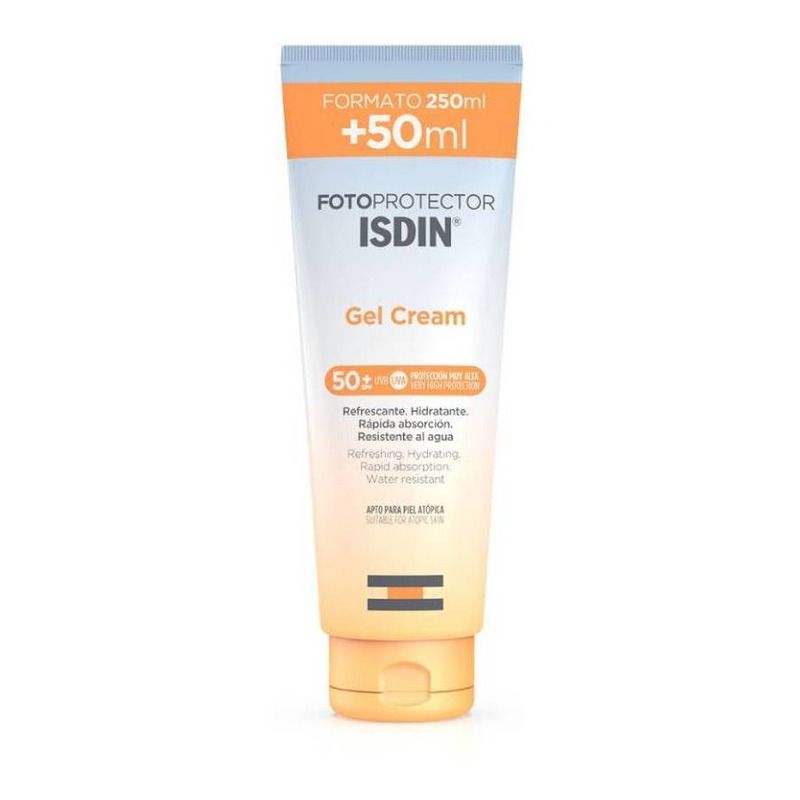 FORMATO 250ml
+50ml
FOTOPROTECTOR
ISDIN®
Gel Cream
50+ SPF UVB UVA PROTECCIÓN MUY ALTA
VERY HIGH PROTECTION
Refrescante. Hidratante.
Rápida absorción.
Resistente al agua
Refreshing. Hydrating.
Rapid absorption.
Water resistant
APTO PARA PIEL ATÓPICA
SUITABLE FOR ATOPIC SKIN